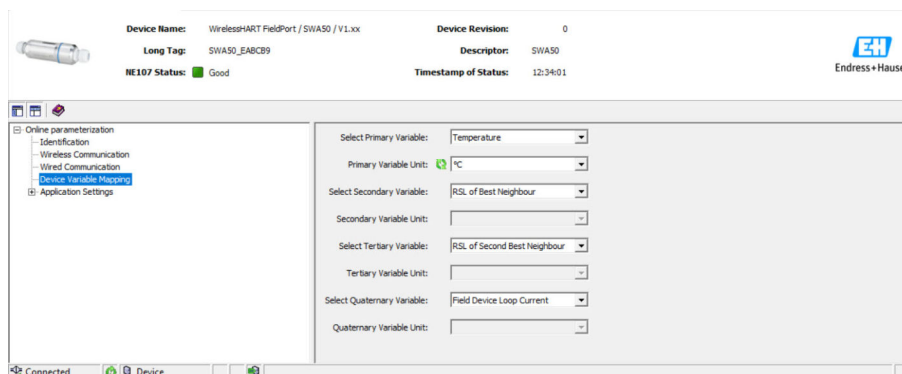 Device Name: WirelessHART FieldPort / SWA50 / V1.xx Device Revision: 0
Long Tag: SWA50_EABCB9 Descriptor: SWA50
NE107 Status: Good Timestamp of Status: 12:34:01
EH
Endress+Hause
Online parameterization
Identification
Wireless Communication
Wired Communication
Device Variable Mapping
Application Settings
Select Primary Variable: Temperature
Primary Variable Unit: °C
Select Secondary Variable: RSL of Best Neighbour
Secondary Variable Unit:
Select Tertiary Variable: RSL of Second Best Neighbour
Tertiary Variable Unit:
Select Quaternary Variable: Field Device Loop Current
Quaternary Variable Unit:
Connected Device